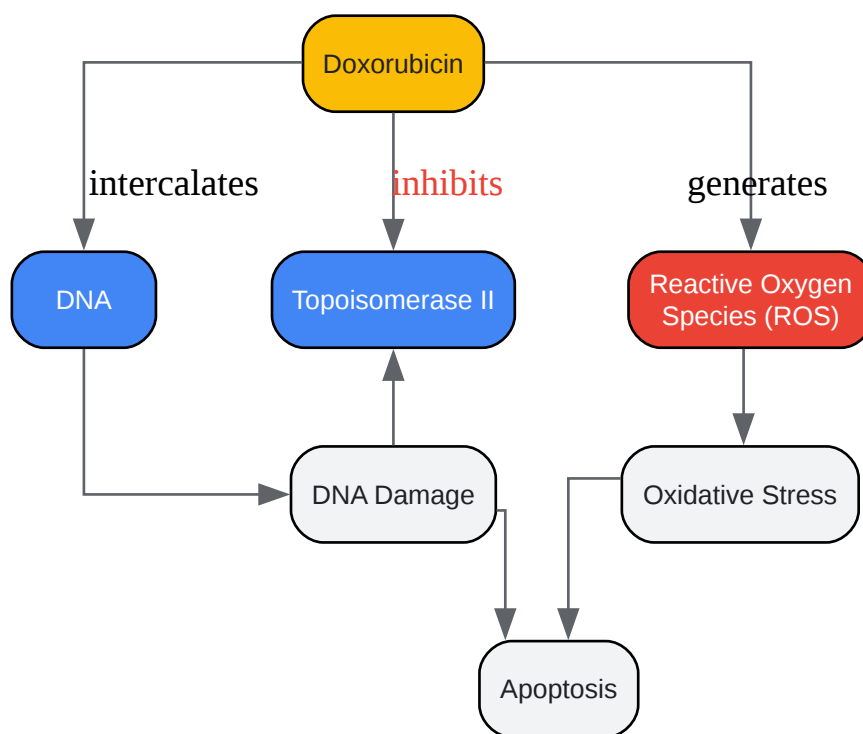 Doxorubicin
intercalates
inhibits
generates
DNA
Topoisomerase II
Reactive Oxygen
Species (ROS)
DNA Damage
Oxidative Stress
Apoptosis